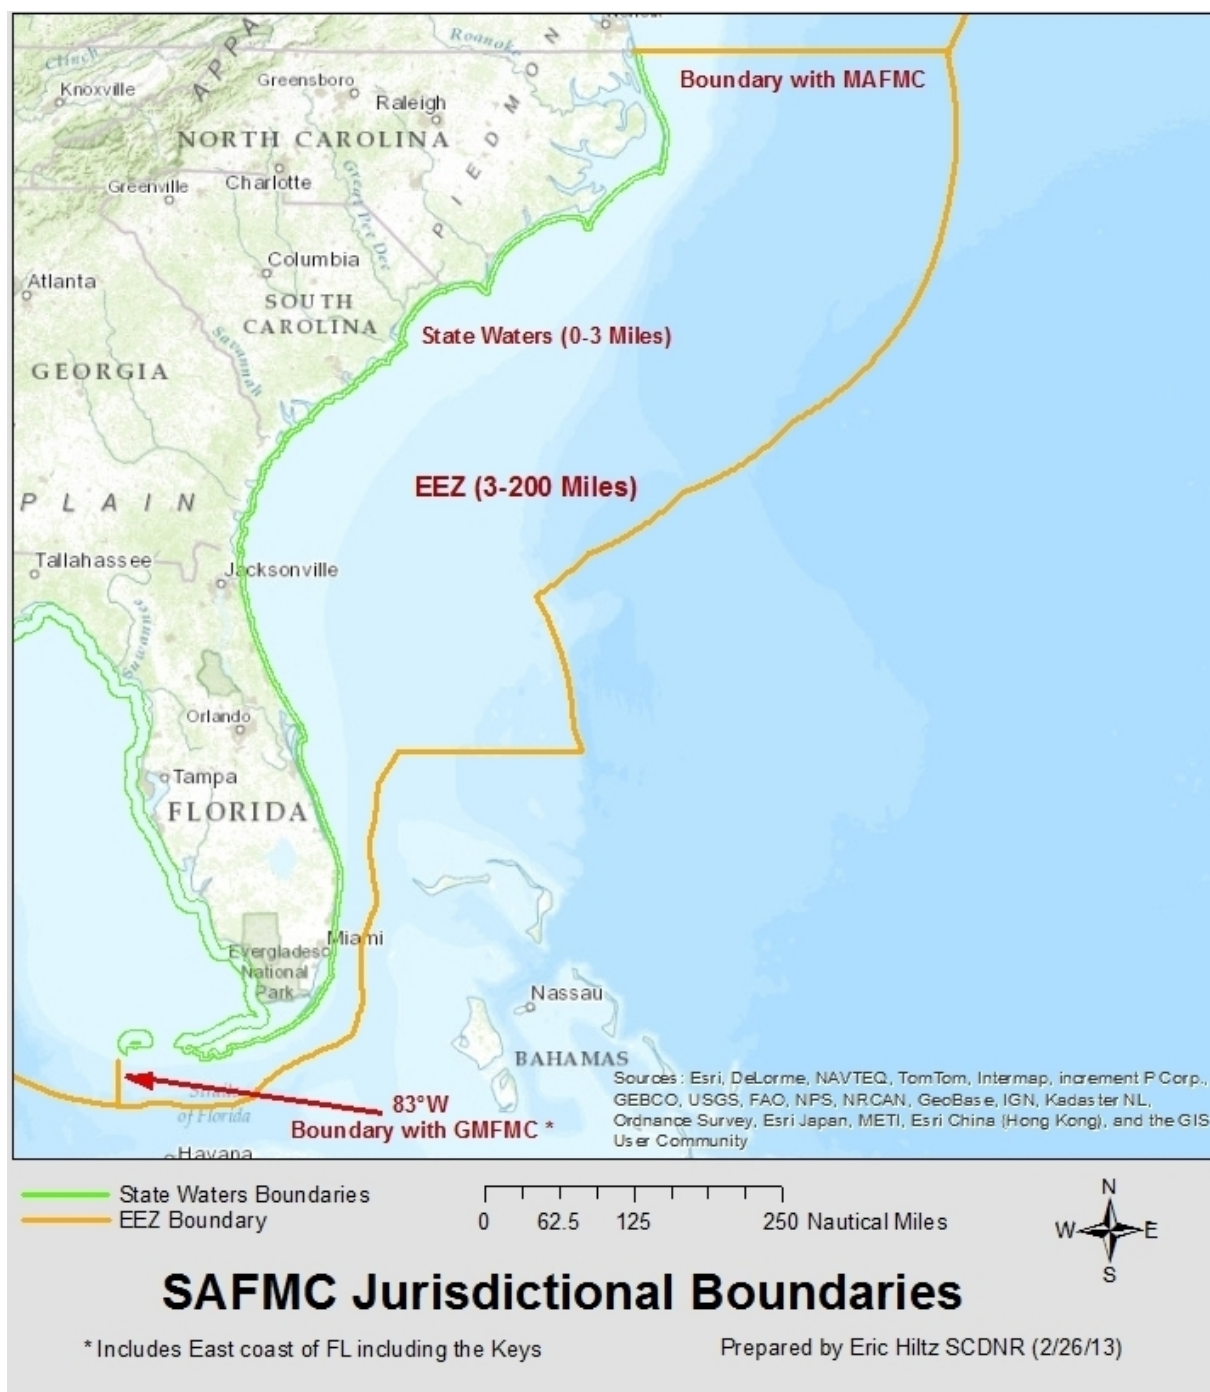 Roanoke
Clinch
Boundary with MAFMC
Knoxville
Greensboro
APPA
Raleigh
PIEDMON
NORTH CAROLINA
Greenville
Charlotte
Great Pee Dee
Columbia
Atlanta
SOUTH
CAROLINA
State Waters (0-3 Miles)
Savannah
GEORGIA
EEZ (3-200 Miles)
PLAIN
Tallahassee
Jacksonville
Suwannee
Orlando
Tampa
FLORIDA
Miami
Everglades
National
Park
Nassau
BAHAMAS
Sources: Esri, DeLorme, NAVTEQ, TomTom, Intermap, increment P Corp.,
GEBCO, USGS, FAO, NPS, NRCAN, GeoBase, IGN, Kadaster NL,
Ordnance Survey, Esri Japan, METI, Esri China (Hong Kong), and the GIS
User Community
Straits
of Florida
83°W
Boundary with GMFMC *
Havana
State Waters Boundaries
EEZ Boundary
0 62.5 125 250 Nautical Miles
N
W E
S
SAFMC Jurisdictional Boundaries
* Includes East coast of FL including the Keys
Prepared by Eric Hiltz SCDNR (2/26/13)